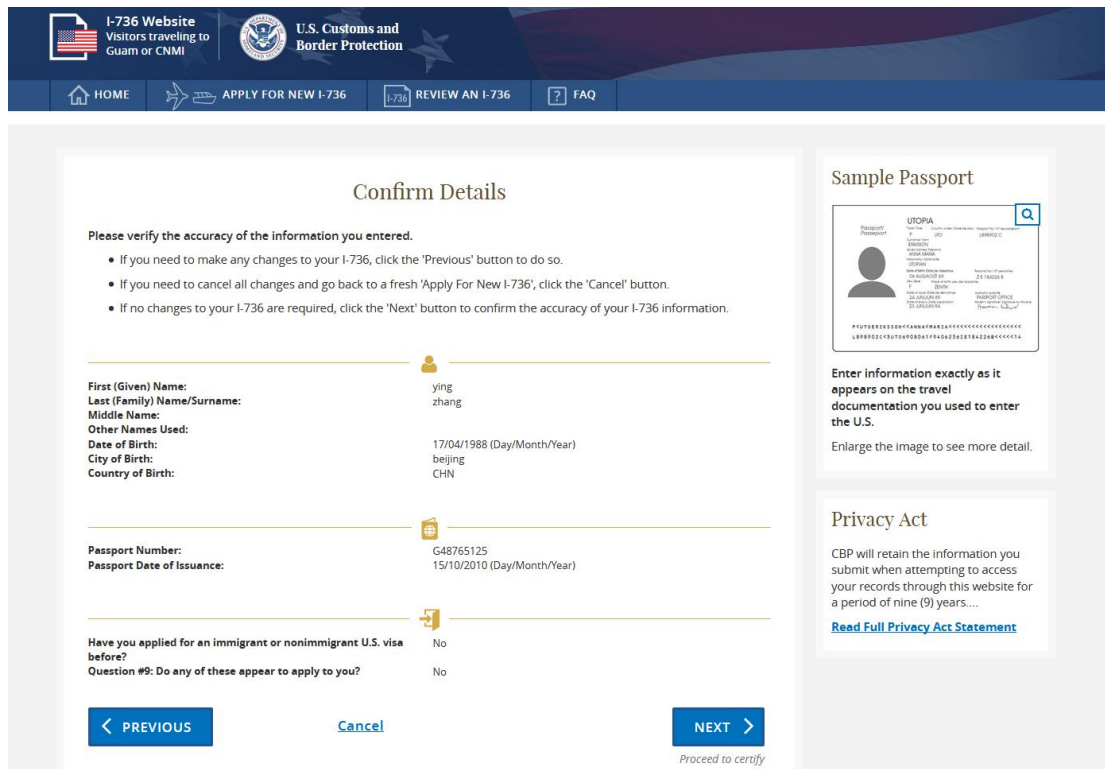 I-736 Website
Visitors traveling to
Guam or CNMI
U.S. Customs and
Border Protection
HOME
APPLY FOR NEW I-736
I-736
REVIEW AN I-736
? FAQ
Confirm Details
Please verify the accuracy of the information you entered.
• If you need to make any changes to your I-736, click the 'Previous' button to do so.
• If you need to cancel all changes and go back to a fresh 'Apply For New I-736', click the 'Cancel' button.
• If no changes to your I-736 are required, click the 'Next' button to confirm the accuracy of your I-736 information.
First (Given) Name: ying
Last (Family) Name/Surname: zhang
Middle Name:
Other Names Used:
Date of Birth: 17/04/1988 (Day/Month/Year)
City of Birth: beijing
Country of Birth: CHN
Passport Number: G48765125
Passport Date of Issuance: 15/10/2010 (Day/Month/Year)
Have you applied for an immigrant or nonimmigrant U.S. visa No
before?
Question #9: Do any of these appear to apply to you? No
PREVIOUS
Cancel
NEXT
Proceed to certify
Sample Passport
UTOPIA
Passport/
Passeport
P UTO L898902 C
ERIKSSON
ANNA MARIA
UTOPIAN
ZENITH
PASSPORT OFFICE
Enter information exactly as it
appears on the travel
documentation you used to enter
the U.S.
Enlarge the image to see more detail.
Privacy Act
CBP will retain the information you
submit when attempting to access
your records through this website for
a period of nine (9) years....
Read Full Privacy Act Statement